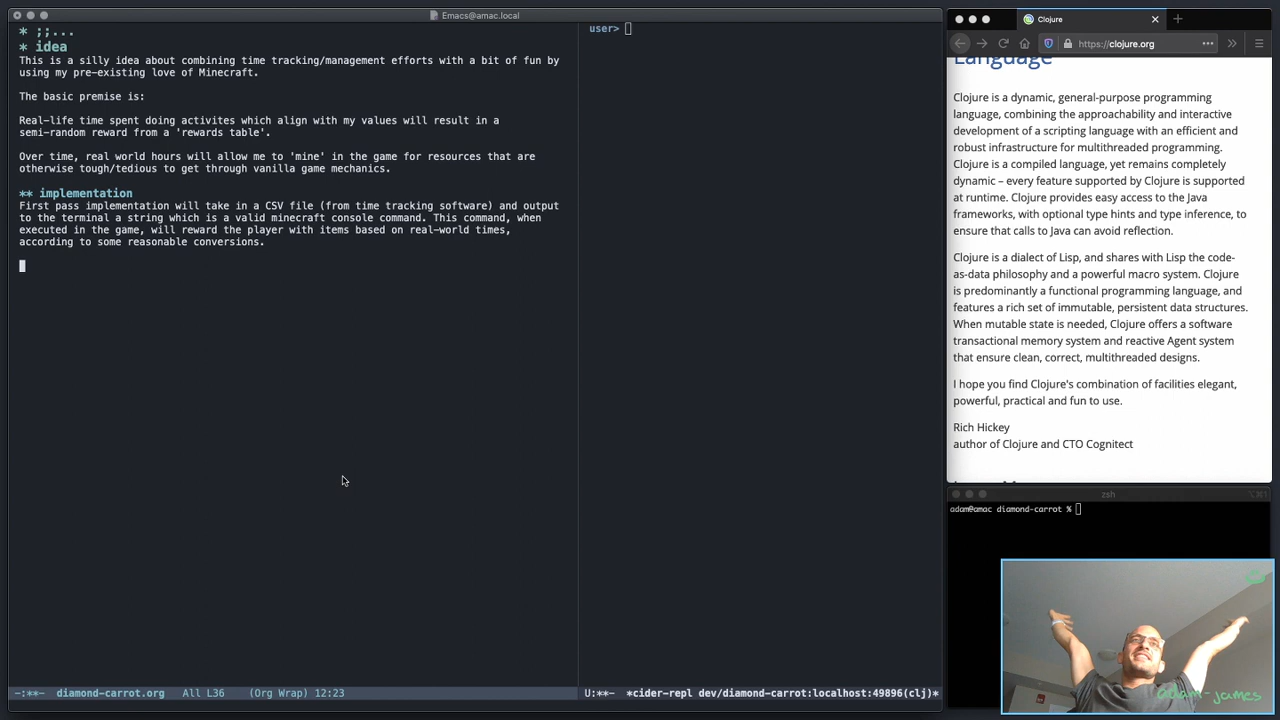 Emacs@amac.local
* ;;...
* idea
This is a silly idea about combining time tracking/management efforts with a bit of fun by
using my pre-existing love of Minecraft.
The basic premise is:
Real-life time spent doing activites which align with my values will result in a
semi-random reward from a 'rewards table'.
Over time, real world hours will allow me to 'mine' in the game for resources that are
otherwise tough/tedious to get through vanilla game mechanics.
** implementation
First pass implementation will take in a CSV file (from time tracking software) and output
to the terminal a string which is a valid minecraft console command. This command, when
executed in the game, will reward the player with items based on real-world times,
according to some reasonable conversions.
-:**- diamond-carrot.org All L36 (Org Wrap) 12:23
user>
U:**- *cider-repl dev/diamond-carrot:localhost:49896(clj)*
Clojure
https://clojure.org
Language
Clojure is a dynamic, general-purpose programming
language, combining the approachability and interactive
development of a scripting language with an efficient and
robust infrastructure for multithreaded programming.
Clojure is a compiled language, yet remains completely
dynamic – every feature supported by Clojure is supported
at runtime. Clojure provides easy access to the Java
frameworks, with optional type hints and type inference, to
ensure that calls to Java can avoid reflection.
Clojure is a dialect of Lisp, and shares with Lisp the code-
as-data philosophy and a powerful macro system. Clojure
is predominantly a functional programming language, and
features a rich set of immutable, persistent data structures.
When mutable state is needed, Clojure offers a software
transactional memory system and reactive Agent system
that ensure clean, correct, multithreaded designs.
I hope you find Clojure's combination of facilities elegant,
powerful, practical and fun to use.
Rich Hickey
author of Clojure and CTO Cognitect
zsh
⌥⌘1
adam@amac diamond-carrot %
adam-james